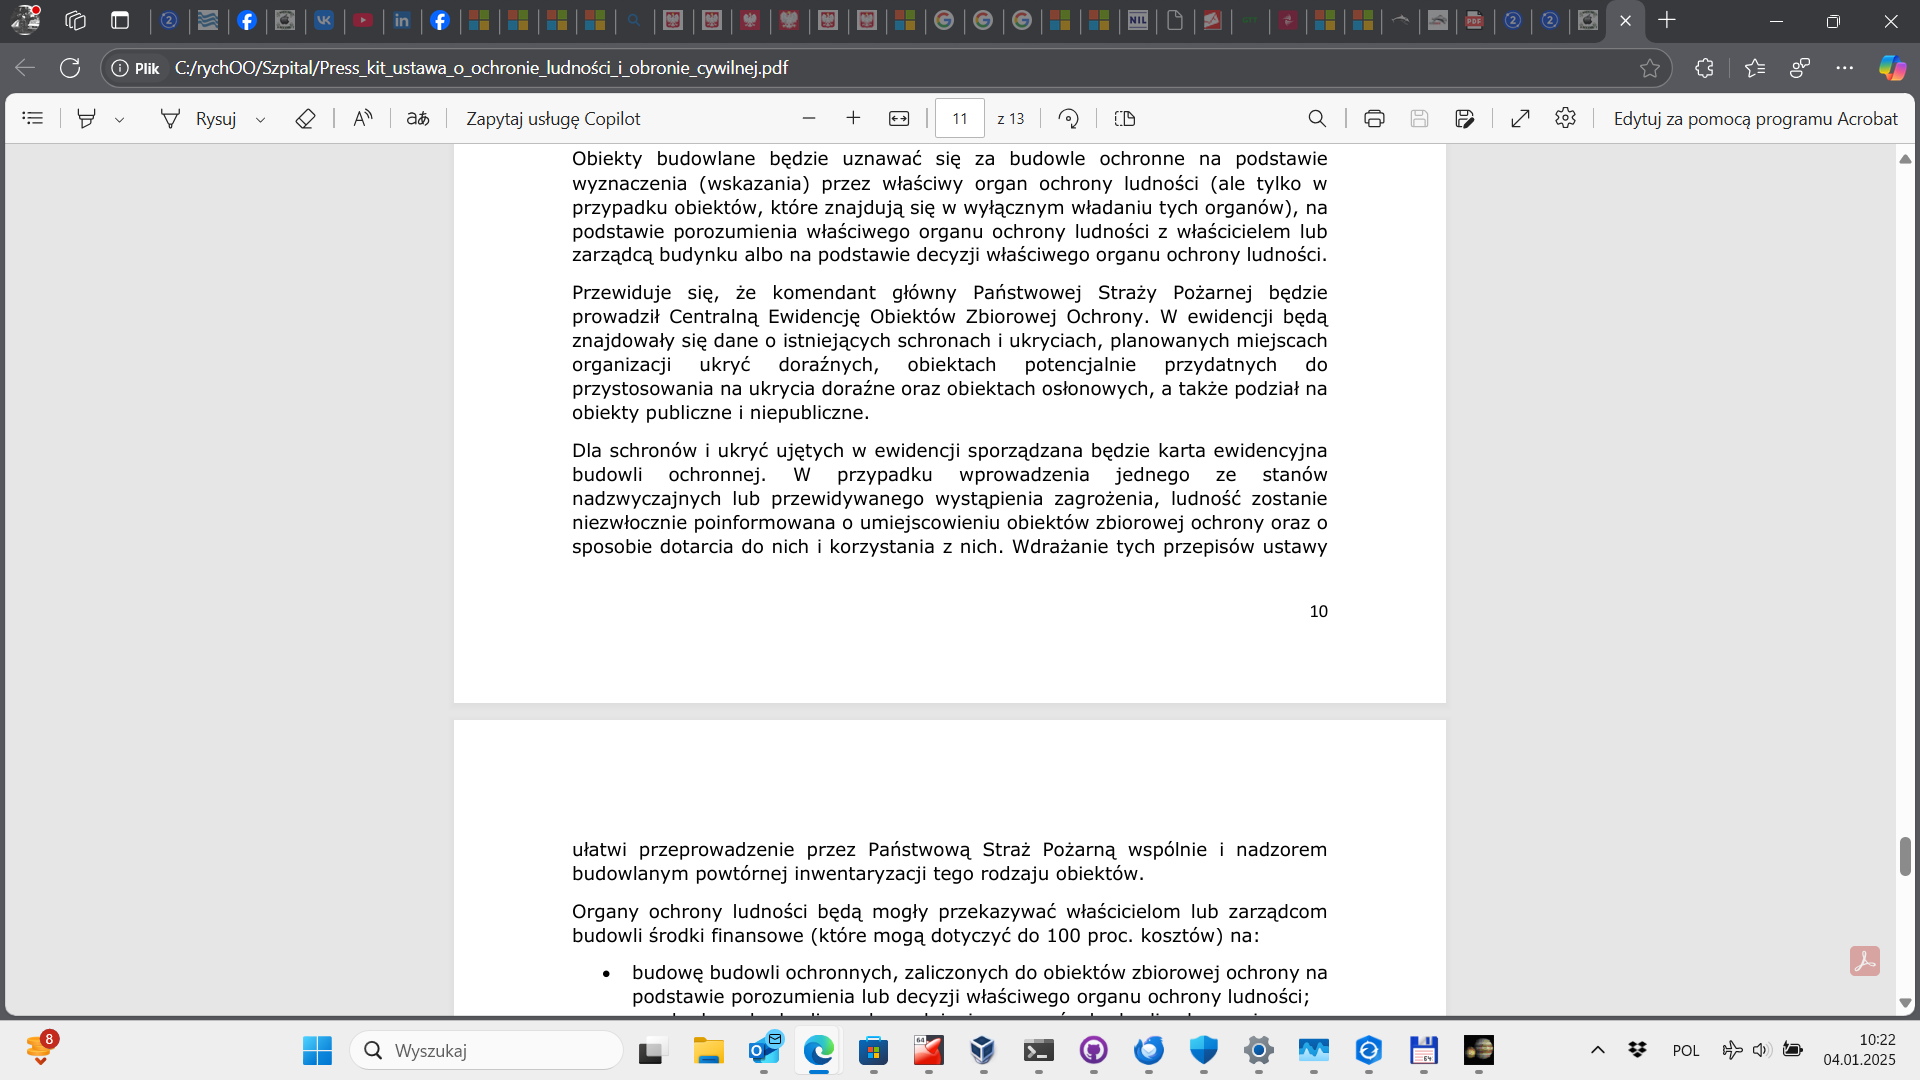 Plik
C:/rychOO/Szpital/Press_kit_ustawa_o_ochronie_ludności_i_obronie_cywilnej.pdf
Rysuj
aあ
Zapytaj usługę Copilot
11
z 13
Edytuj za pomocą programu Acrobat
Obiekty budowlane będzie uznawać się za budowle ochronne na podstawie
wyznaczenia (wskazania) przez właściwy organ ochrony ludności (ale tylko w
przypadku obiektów, które znajdują się w wyłącznym władaniu tych organów), na
podstawie porozumienia właściwego organu ochrony ludności z właścicielem lub
zarządcą budynku albo na podstawie decyzji właściwego organu ochrony ludności.
Przewiduje się, że komendant główny Państwowej Straży Pożarnej będzie
prowadził Centralną Ewidencję Obiektów Zbiorowej Ochrony. W ewidencji będą
znajdowały się dane o istniejących schronach i ukryciach, planowanych miejscach
organizacji ukryć doraźnych, obiektach potencjalnie przydatnych do
przystosowania na ukrycia doraźne oraz obiektach osłonowych, a także podział na
obiekty publiczne i niepubliczne.
Dla schronów i ukryć ujętych w ewidencji sporządzana będzie karta ewidencyjna
budowli ochronnej. W przypadku wprowadzenia jednego ze stanów
nadzwyczajnych lub przewidywanego wystąpienia zagrożenia, ludność zostanie
niezwłocznie poinformowana o umiejscowieniu obiektów zbiorowej ochrony oraz o
sposobie dotarcia do nich i korzystania z nich. Wdrażanie tych przepisów ustawy
10
ułatwi przeprowadzenie przez Państwową Straż Pożarną wspólnie i nadzorem
budowlanym powtórnej inwentaryzacji tego rodzaju obiektów.
Organy ochrony ludności będą mogły przekazywać właścicielom lub zarządcom
budowli środki finansowe (które mogą dotyczyć do 100 proc. kosztów) na:
• budowę budowli ochronnych, zaliczonych do obiektów zbiorowej ochrony na
podstawie porozumienia lub decyzji właściwego organu ochrony ludności;
8
Wyszukaj
POL
10:22
04.01.2025